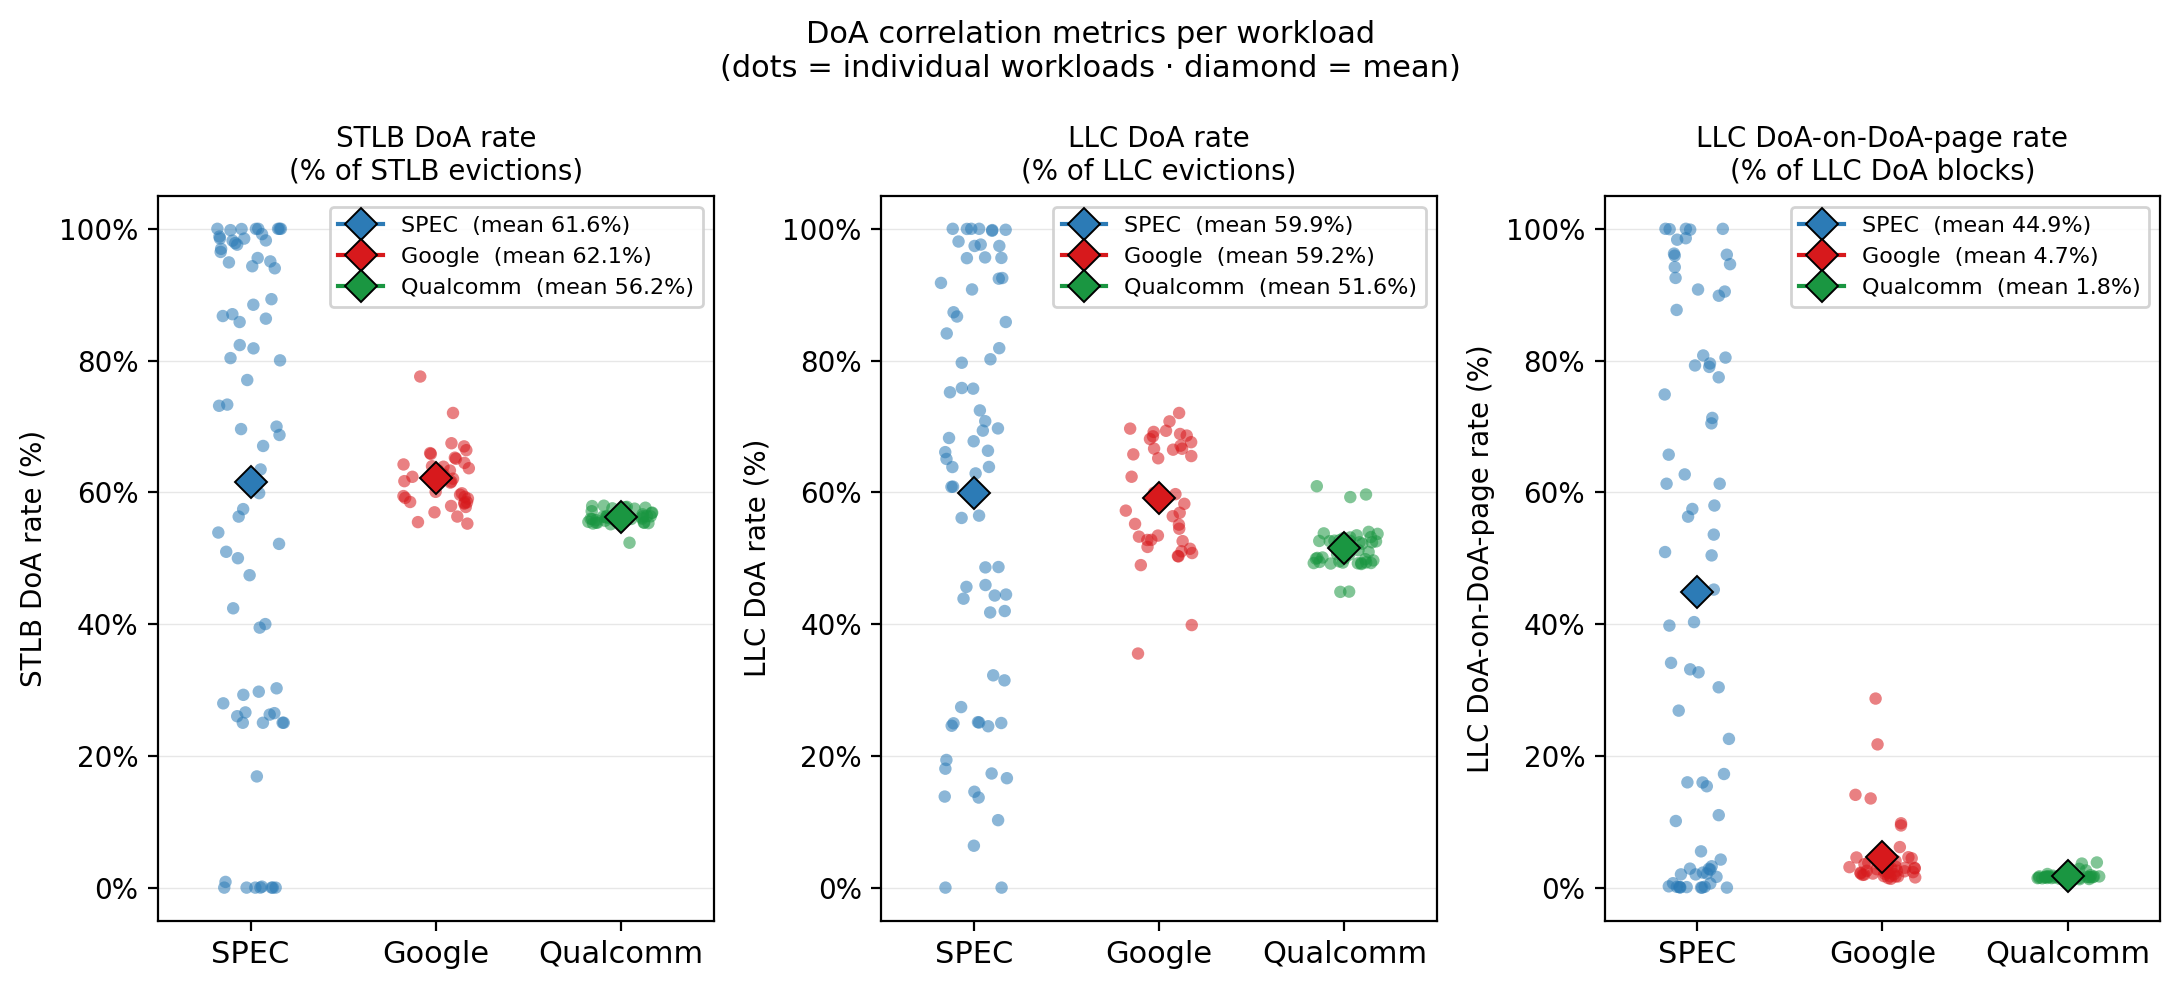 DoA correlation metrics per workload
(dots = individual workloads · diamond = mean)
STLB DoA rate
(% of STLB evictions)
STLB DoA rate (%)
100%
80%
60%
40%
20%
0%
SPEC (mean 61.6%)
Google (mean 62.1%)
Qualcomm (mean 56.2%)
SPEC
Google
Qualcomm
LLC DoA rate
(% of LLC evictions)
LLC DoA rate (%)
100%
80%
60%
40%
20%
0%
SPEC (mean 59.9%)
Google (mean 59.2%)
Qualcomm (mean 51.6%)
SPEC
Google
Qualcomm
LLC DoA-on-DoA-page rate
(% of LLC DoA blocks)
LLC DoA-on-DoA-page rate (%)
100%
80%
60%
40%
20%
0%
SPEC (mean 44.9%)
Google (mean 4.7%)
Qualcomm (mean 1.8%)
SPEC
Google
Qualcomm